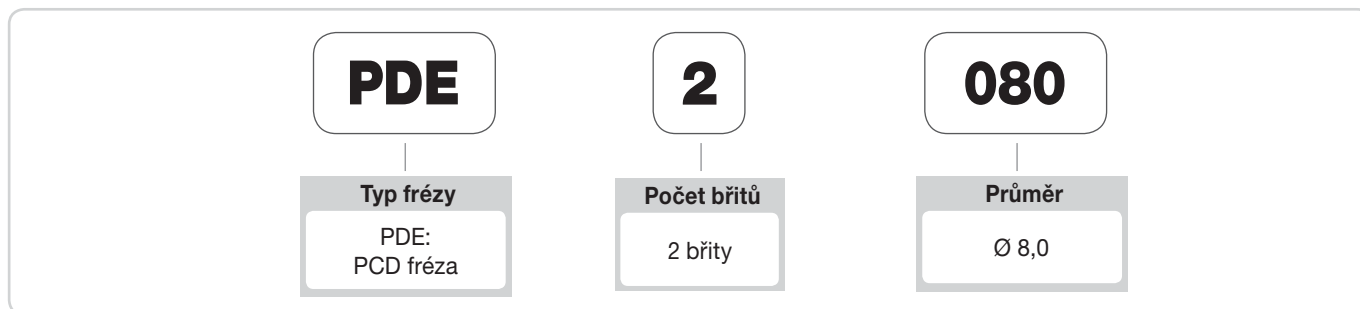 PDE 2 080
Typ frézy Počet břitů Průměr
PDE:
PCD fréza
2 břity
Ø 8,0